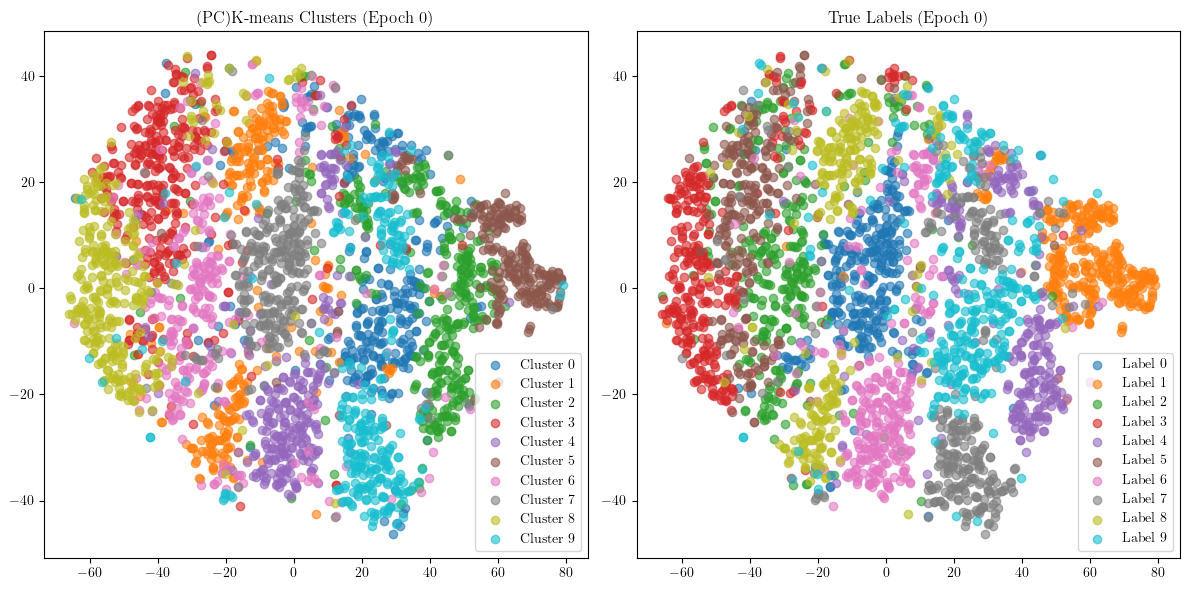 (PC)K-means Clusters (Epoch 0)
40
20
0
−20
−40
−60
−40
−20
0
20
40
60
80
Cluster 0
Cluster 1
Cluster 2
Cluster 3
Cluster 4
Cluster 5
Cluster 6
Cluster 7
Cluster 8
Cluster 9
True Labels (Epoch 0)
40
20
0
−20
−40
−60
−40
−20
0
20
40
60
80
Label 0
Label 1
Label 2
Label 3
Label 4
Label 5
Label 6
Label 7
Label 8
Label 9